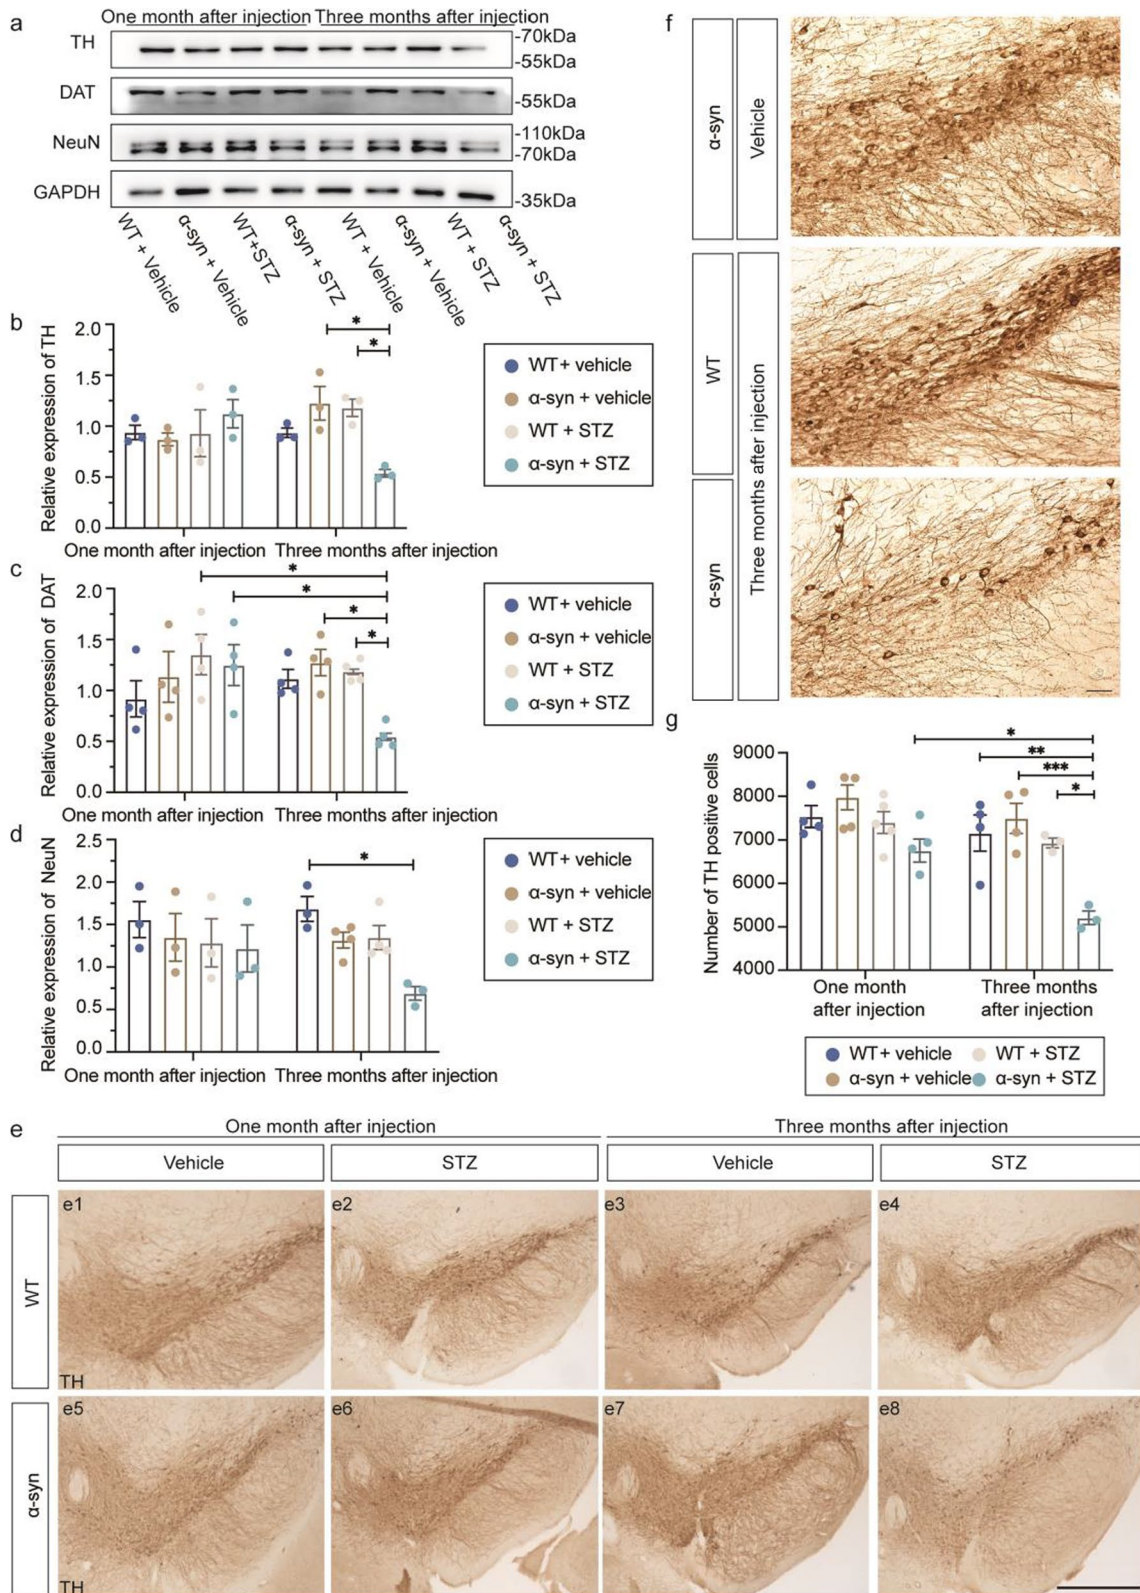 a
One month after injection Three months after injection
TH
-70kDa
-55kDa
DAT
-55kDa
NeuN
-110kDa
-70kDa
GAPDH
-35kDa
WT + Vehicle
α-syn + Vehicle
WT+STZ
α-syn + STZ
WT + Vehicle
α-syn + Vehicle
WT + STZ
α-syn + STZ
b
Relative expression of TH
2.0
1.5
1.0
0.5
0.0
*
*
One month after injection Three months after injection
WT+ vehicle
α-syn + vehicle
WT + STZ
α-syn + STZ
c
Relative expression of DAT
2.0
1.5
1.0
0.5
0.0
*
*
*
*
One month after injection Three months after injection
WT+ vehicle
α-syn + vehicle
WT + STZ
α-syn + STZ
d
Relative expression of NeuN
2.5
2.0
1.5
1.0
0.5
0.0
*
One month after injection Three months after injection
WT+ vehicle
α-syn + vehicle
WT + STZ
α-syn + STZ
f
α-syn
Vehicle
WT
α-syn
Three months after injection
g
Number of TH positive cells
9000
8000
7000
6000
5000
4000
*
**
***
*
One month
after injection
Three months
after injection
WT+ vehicle
WT + STZ
α-syn + vehicle
α-syn + STZ
e
One month after injection
Three months after injection
Vehicle
STZ
Vehicle
STZ
WT
e1
e2
e3
e4
TH
α-syn
e5
e6
e7
e8
TH